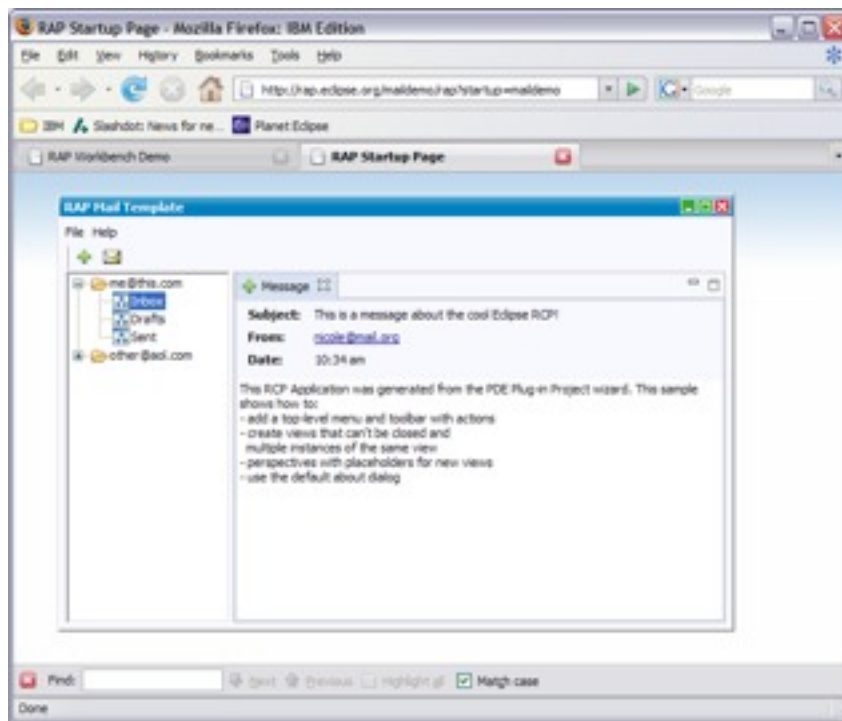 RAP Startup Page - Mozilla Firefox: IBM Edition
File Edit View History Bookmarks Tools Help
http://rap.eclipse.org/maildemo/rap?startup=maildemo
Google
IBM Slashdot: News for ne... Planet Eclipse
RAP Workbench Demo RAP Startup Page
RAP Mail Template
File Help
me@this.com
Inbox
Drafts
Sent
other@aol.com
Message
Subject: This is a message about the cool Eclipse RCP!
From: nicole@mail.org
Date: 10:34 am
This RCP Application was generated from the PDE Plug-in Project wizard. This sample
shows how to:
- add a top-level menu and toolbar with actions
- create views that can't be closed and
multiple instances of the same view
- perspectives with placeholders for new views
- use the default about dialog
Find: Next Previous Highlight all Match case
Done